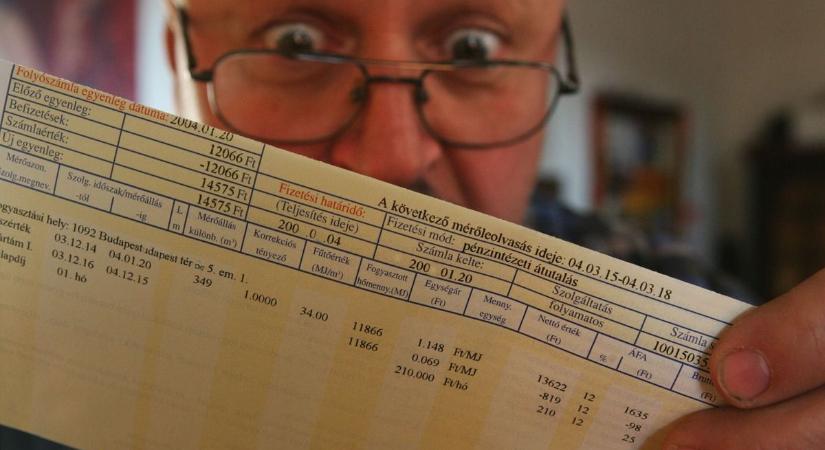 Folyószámla egyenleg dátuma: 2004.01.20
Előző egyenleg: 12066 Ft
Befizetések: -12066 Ft
Számlaérték: 14575 Ft
Új egyenleg: 14575 Ft
Fizetési határidő:
(Teljesítés ideje)
200 .0 .04
A következő mérőleolvasás ideje: 04.03.15-04.03.18
Fizetési mód: pénzintézeti átutalás
Számla kelte:
200 01.20
Szolgáltatás
folyamatos
Számla
10015035
Mérőazon.
Szolg.megnev.
Szolg. időszak/mérőállás
-tól -ig
Mérőállás
különb. (m³)
Korrekciós
tényező
Fűtőérték
(MJ/m³)
Fogyasztott
hőmenny.(MJ)
Egységár
(Ft)
Menny.
egység
Nettó érték
(Ft)
%
ÁFA
(Ft)
(Ft)
hely: 1092 Budapest
5. em. 1.
03.12.14 04.01.20 349 1.0000 34.00 11866 1.148 Ft/MJ 13622 12 1635
03.12.16 04.12.15 11866 0.069 Ft/MJ -819 12 -98
01. hó 210.000 Ft/hó 210 12 25